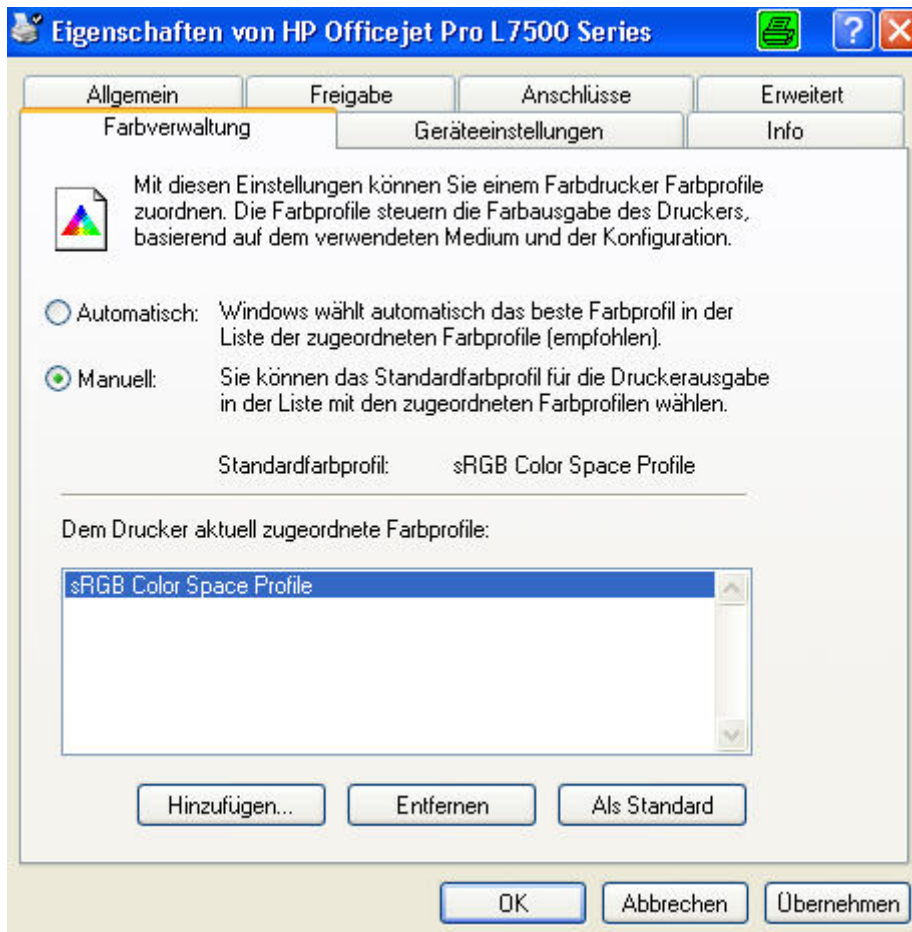 Eigenschaften von HP Officejet Pro L7500 Series
?
Allgemein
Freigabe
Anschlüsse
Erweitert
Farbverwaltung
Geräteeinstellungen
Info
Mit diesen Einstellungen können Sie einem Farbdrucker Farbprofile
zuordnen. Die Farbprofile steuern die Farbausgabe des Druckers,
basierend auf dem verwendeten Medium und der Konfiguration.
Automatisch: Windows wählt automatisch das beste Farbprofil in der
Liste der zugeordneten Farbprofile (empfohlen).
Manuell: Sie können das Standardfarbprofil für die Druckerausgabe
in der Liste mit den zugeordneten Farbprofilen wählen.
Standardfarbprofil: sRGB Color Space Profile
Dem Drucker aktuell zugeordnete Farbprofile:
sRGB Color Space Profile
Hinzufügen...
Entfernen
Als Standard
OK
Abbrechen
Übernehmen